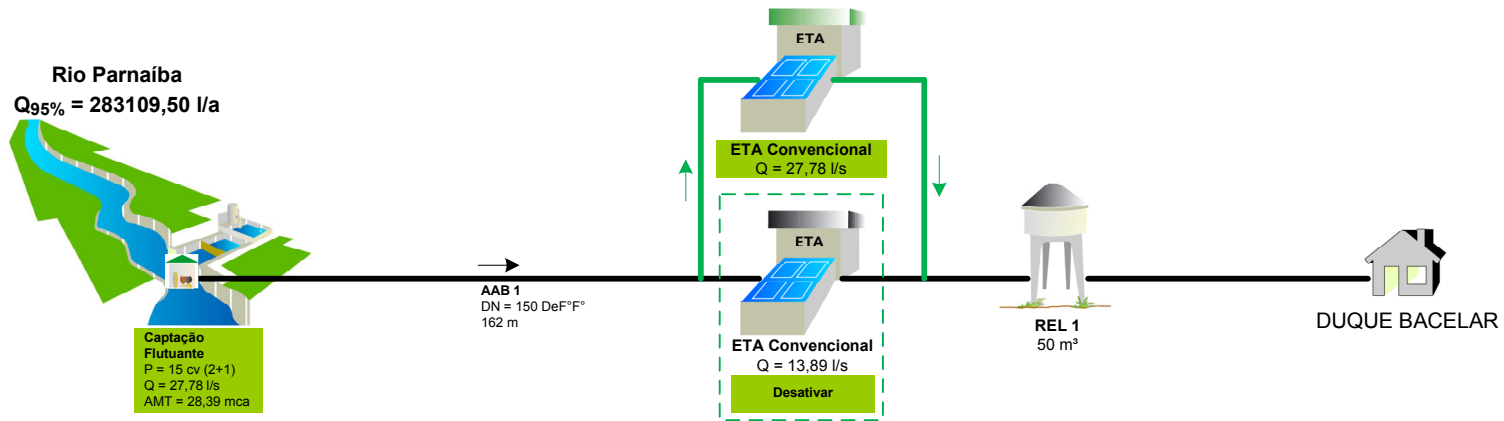 Rio Parnaíba
Q95% = 283109,50 l/a
Captação
Flutuante
P = 15 cv (2+1)
Q = 27,78 l/s
AMT = 28,39 mca
AAB 1
DN = 150 DeF°F°
162 m
ETA
ETA Convencional
Q = 27,78 l/s
ETA
ETA Convencional
Q = 13,89 l/s
Desativar
REL 1
50 m³
DUQUE BACELAR